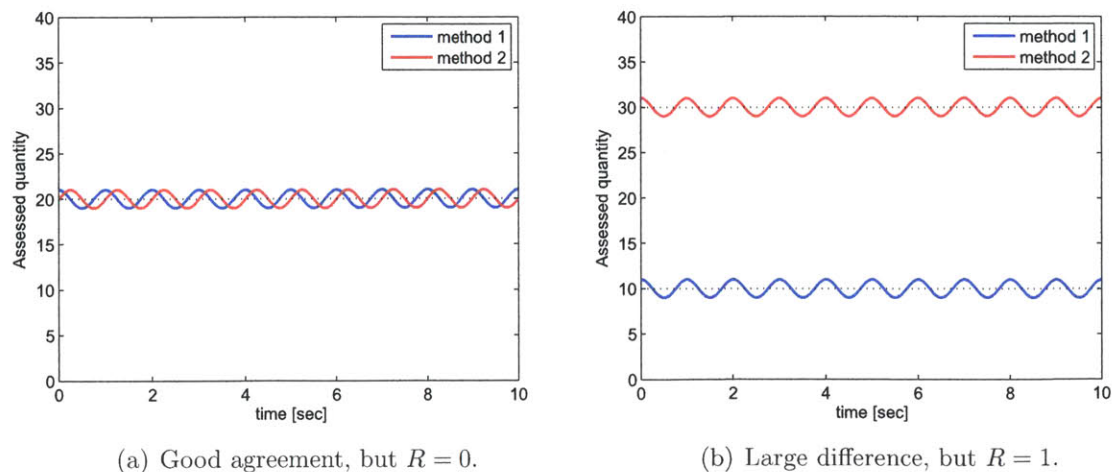 40
35
30
25
20
15
10
5
0
Assessed quantity
method 1
method 2
0 2 4 6 8 10
time [sec]
(a) Good agreement, but R = 0.
40
35
30
25
20
15
10
5
0
Assessed quantity
method 1
method 2
0 2 4 6 8 10
time [sec]
(b) Large difference, but R = 1.